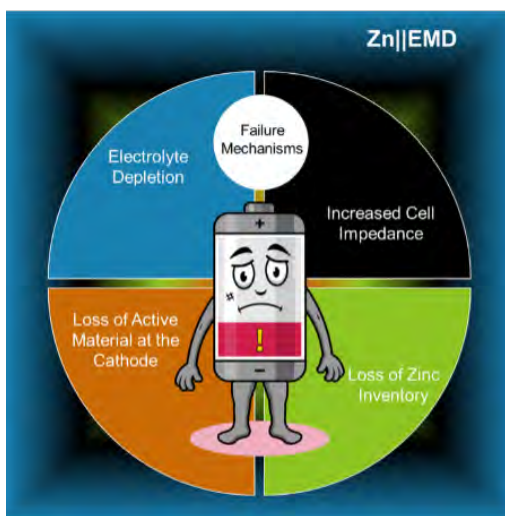 Zn||EMD
Failure
Mechanisms
Electrolyte
Depletion
Increased Cell
Impedance
+
Loss of Active
Material at the
Cathode
!
Loss of Zinc
Inventory
−